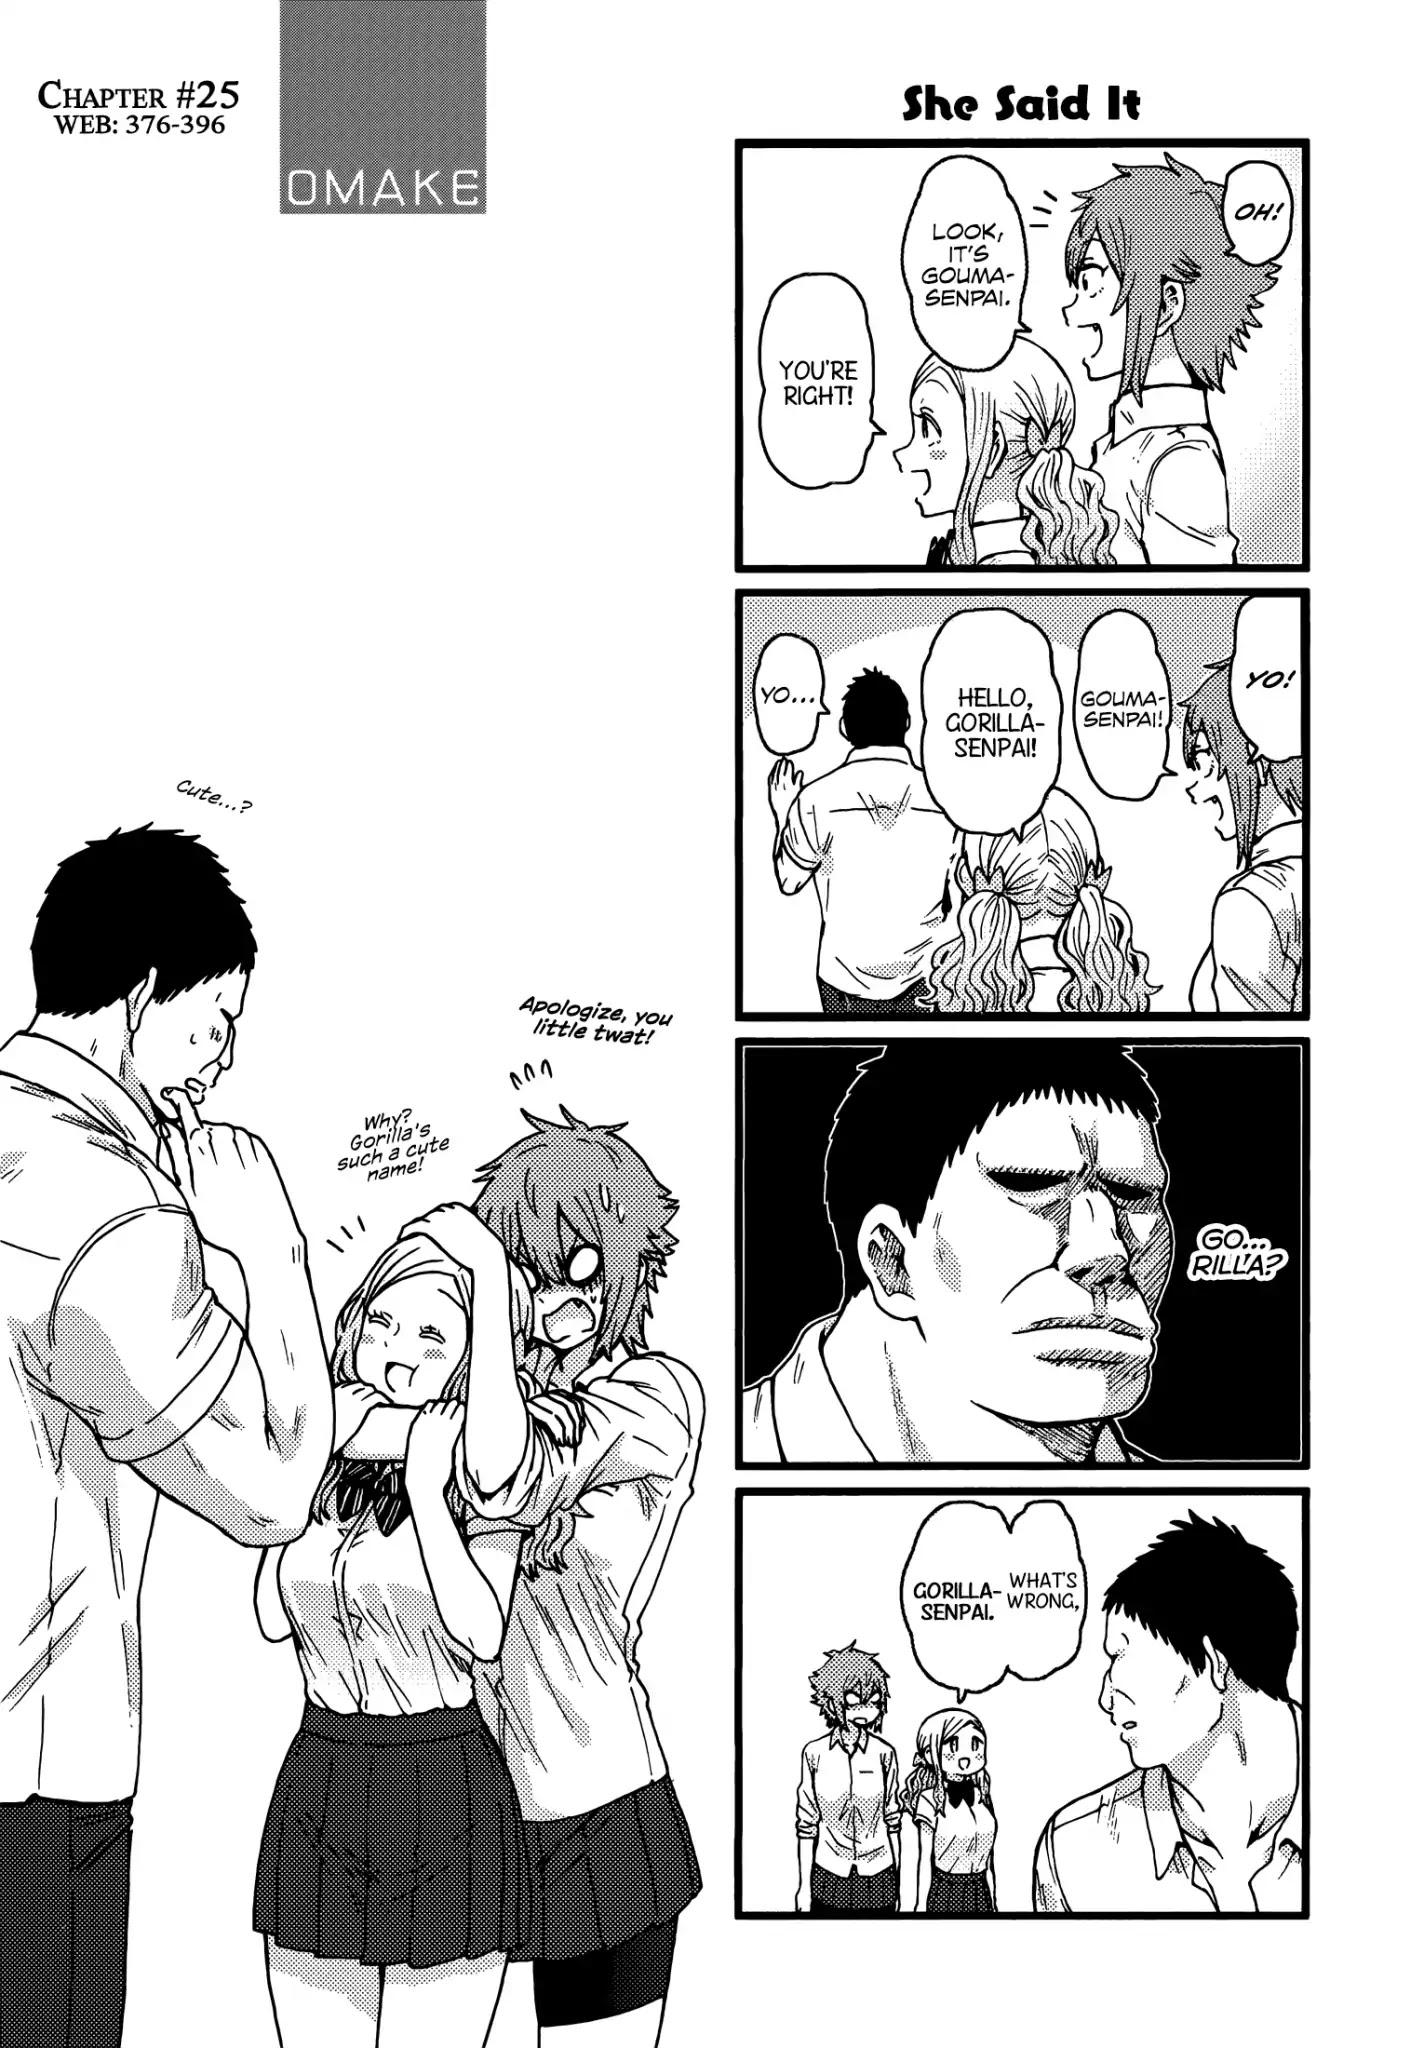 CHAPTER #25
WEB: 376-396
OMAKE
She Said It
OH!
LOOK,
IT'S
GOUMA-
SENPAI.
YOU'RE
RIGHT!
YO!
GOUMA-
SENPAI!
HELLO,
GORILLA-
SENPAI!
YO...
GO...
RILLA?
WHAT'S
WRONG,
GORILLA-
SENPAI.
Apologize, you
little twat!
Why?
Gorilla's
such a cute
name!
Cute...?